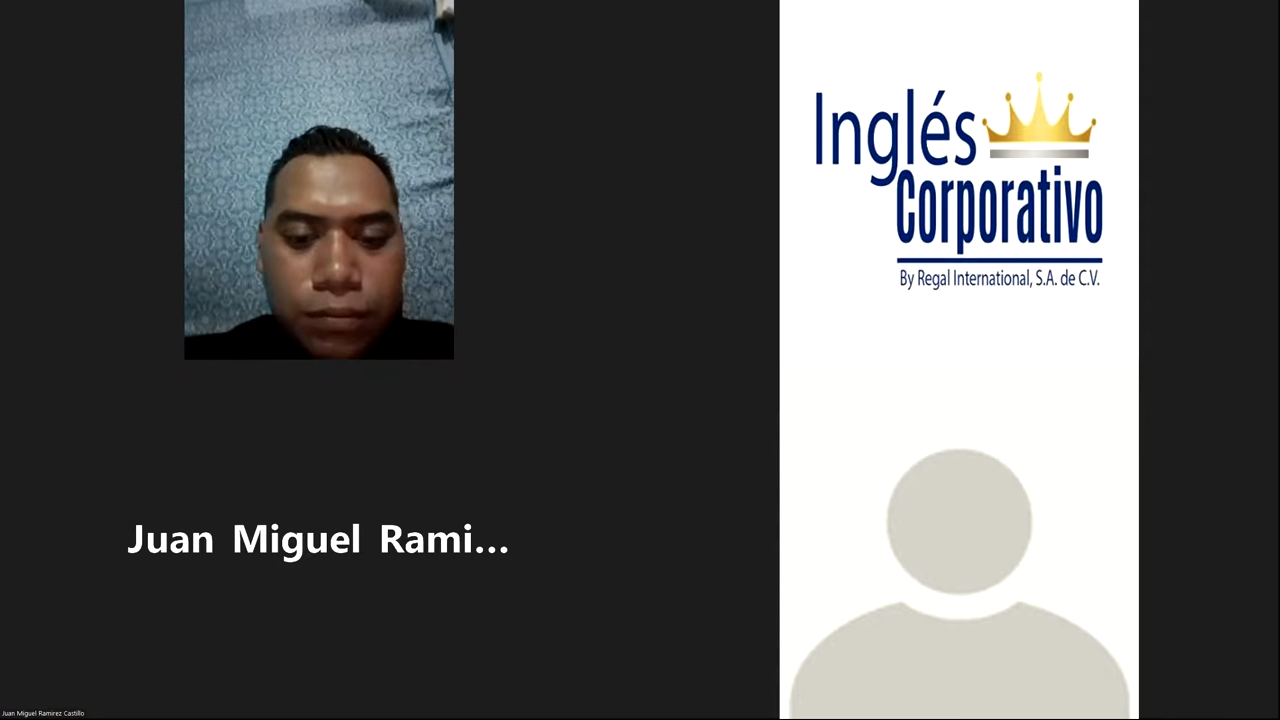 Inglés
Corporativo
By Regal International, S.A. de C.V.
Juan Miguel Rami...
Juan Miguel Ramirez Castillo